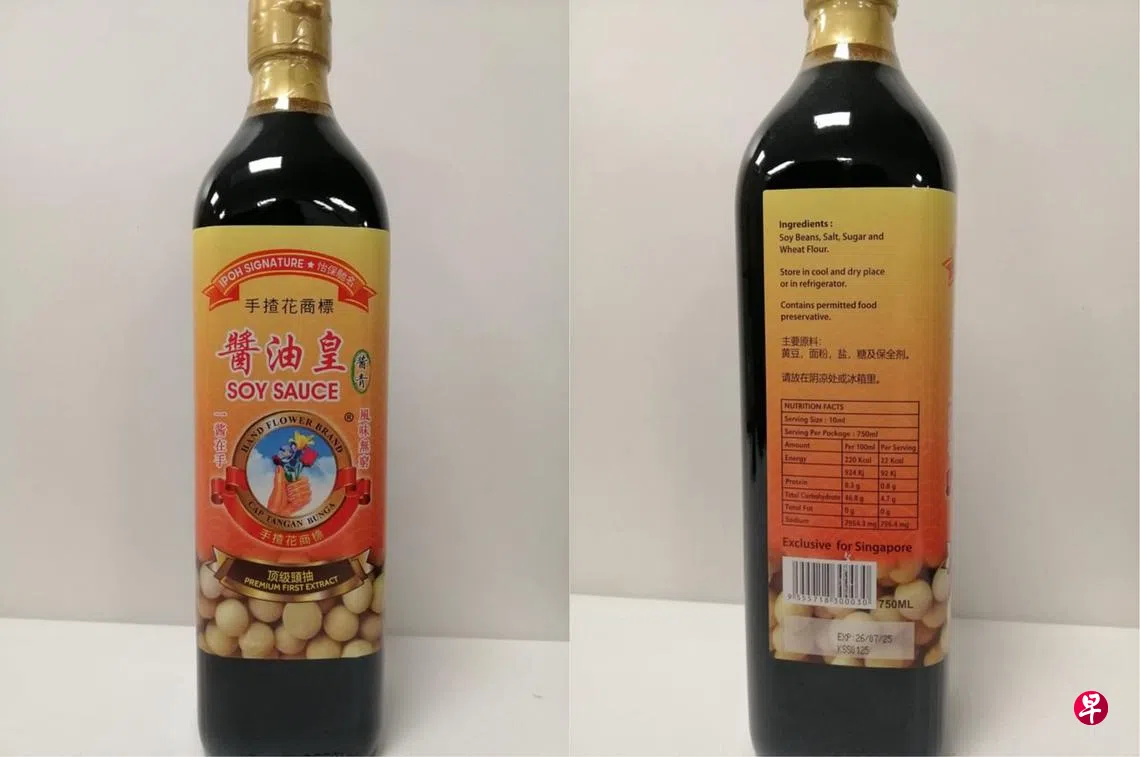 IPOH SIGNATURE ★ 怡保馳名
手揸花商標
醬油皇
酱青
SOY SAUCE
一酱在手
風味無窮
®
HAND FLOWER BRAND
CAP TANGAN BUNGA
手揸花商標
顶級頭抽
PREMIUM FIRST EXTRACT
Ingredients :
Soy Beans, Salt, Sugar and
Wheat Flour.
Store in cool and dry place
or in refrigerator.
Contains permitted food
preservative.
主要原料:
黄豆, 面粉, 盐, 糖及保全剂。
请放在阴凉处或冰箱里。
NUTRITION FACTS
Serving Size : 10ml
Serving Per Package : 750ml
Amount Per 100ml Per Serving
Energy 220 Kcal 22 Kcal
924 Kj 92 Kj
Protein 8.3 g 0.8 g
Total Carbohydrate 46.8 g 4.7 g
Total Fat 0 g 0 g
Sodium
Exclusive for Singapore
9 555718 300030
750ML
EXP 26/07/25
KSS0125
早